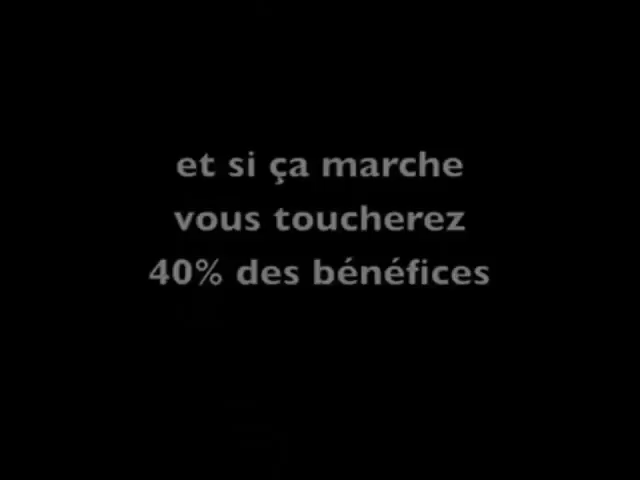 et si ça marche
vous toucherez
40% des bénéfices